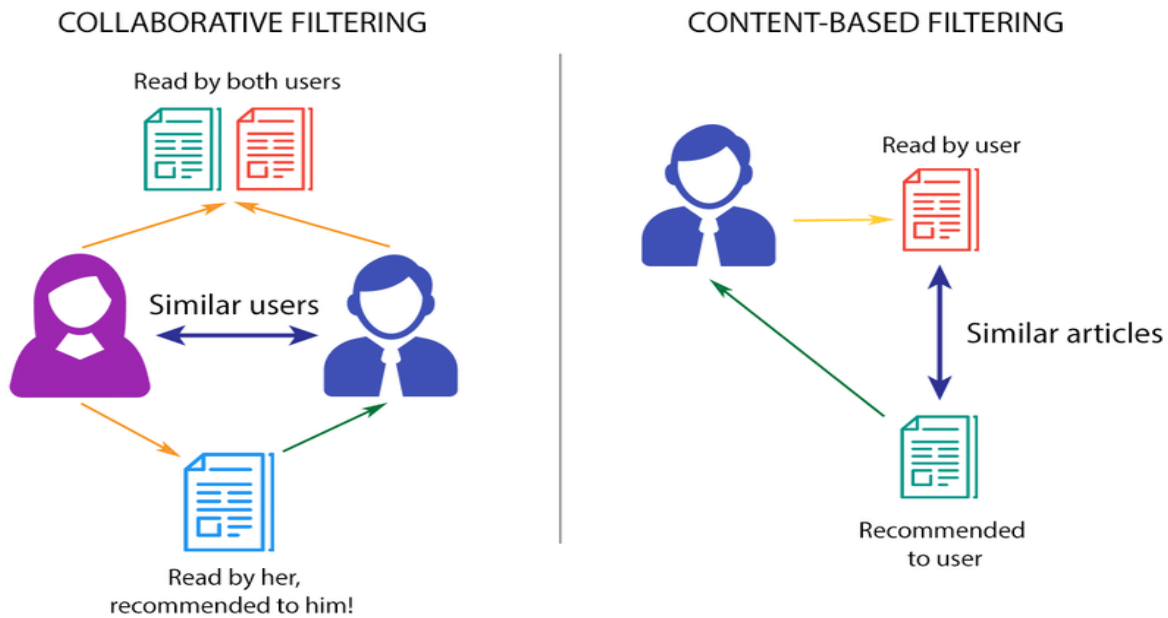 COLLABORATIVE FILTERING
Read by both users
Similar users
Read by her,
recommended to him!
CONTENT-BASED FILTERING
Read by user
Similar articles
Recommended
to user